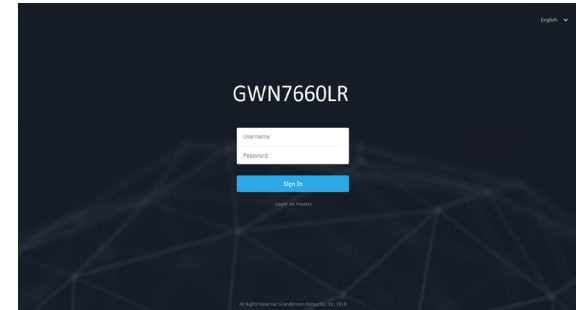 English
GWN7660LR
Username
Password
Sign In
Login as master
All Rights Reserved Grandstream Networks, Inc. 2018